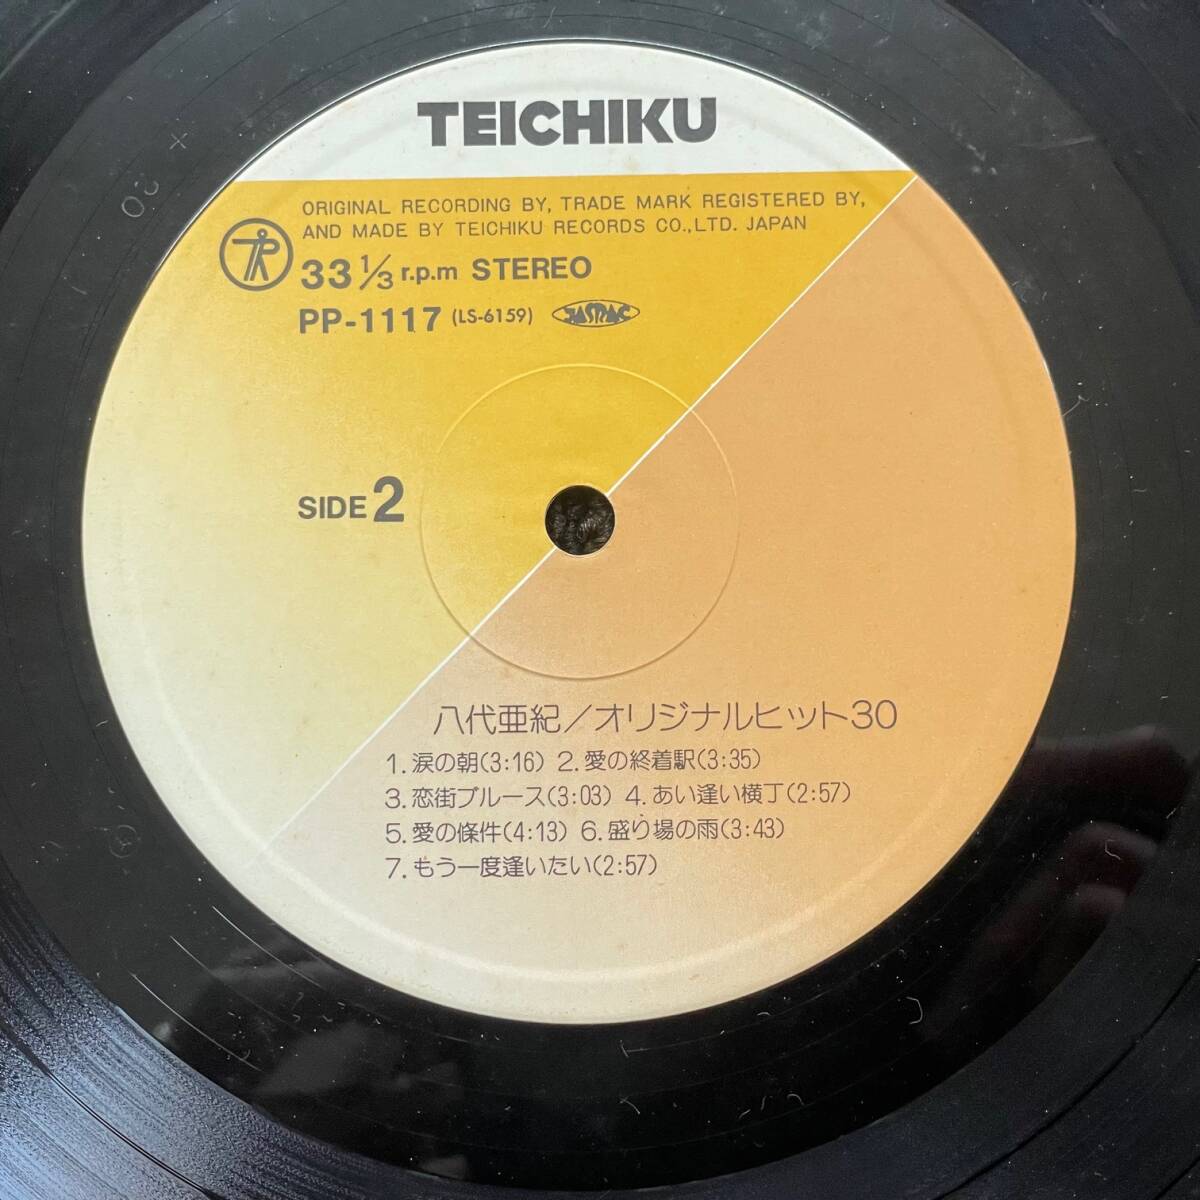 TEICHIKU
ORIGINAL RECORDING BY, TRADE MARK REGISTERED BY,
AND MADE BY TEICHIKU RECORDS CO.,LTD. JAPAN
33 1/3 r.p.m STEREO
PP-1117 (LS-6159) JASRAC
SIDE 2
八代亜紀/オリジナルヒット30
1. 涙の朝(3:16) 2. 愛の終着駅(3:35)
3. 恋街ブルース(3:03) 4. あい逢い横丁(2:57)
5. 愛の條件(4:13) 6. 盛り場の雨(3:43)
7. もう一度逢いたい(2:57)